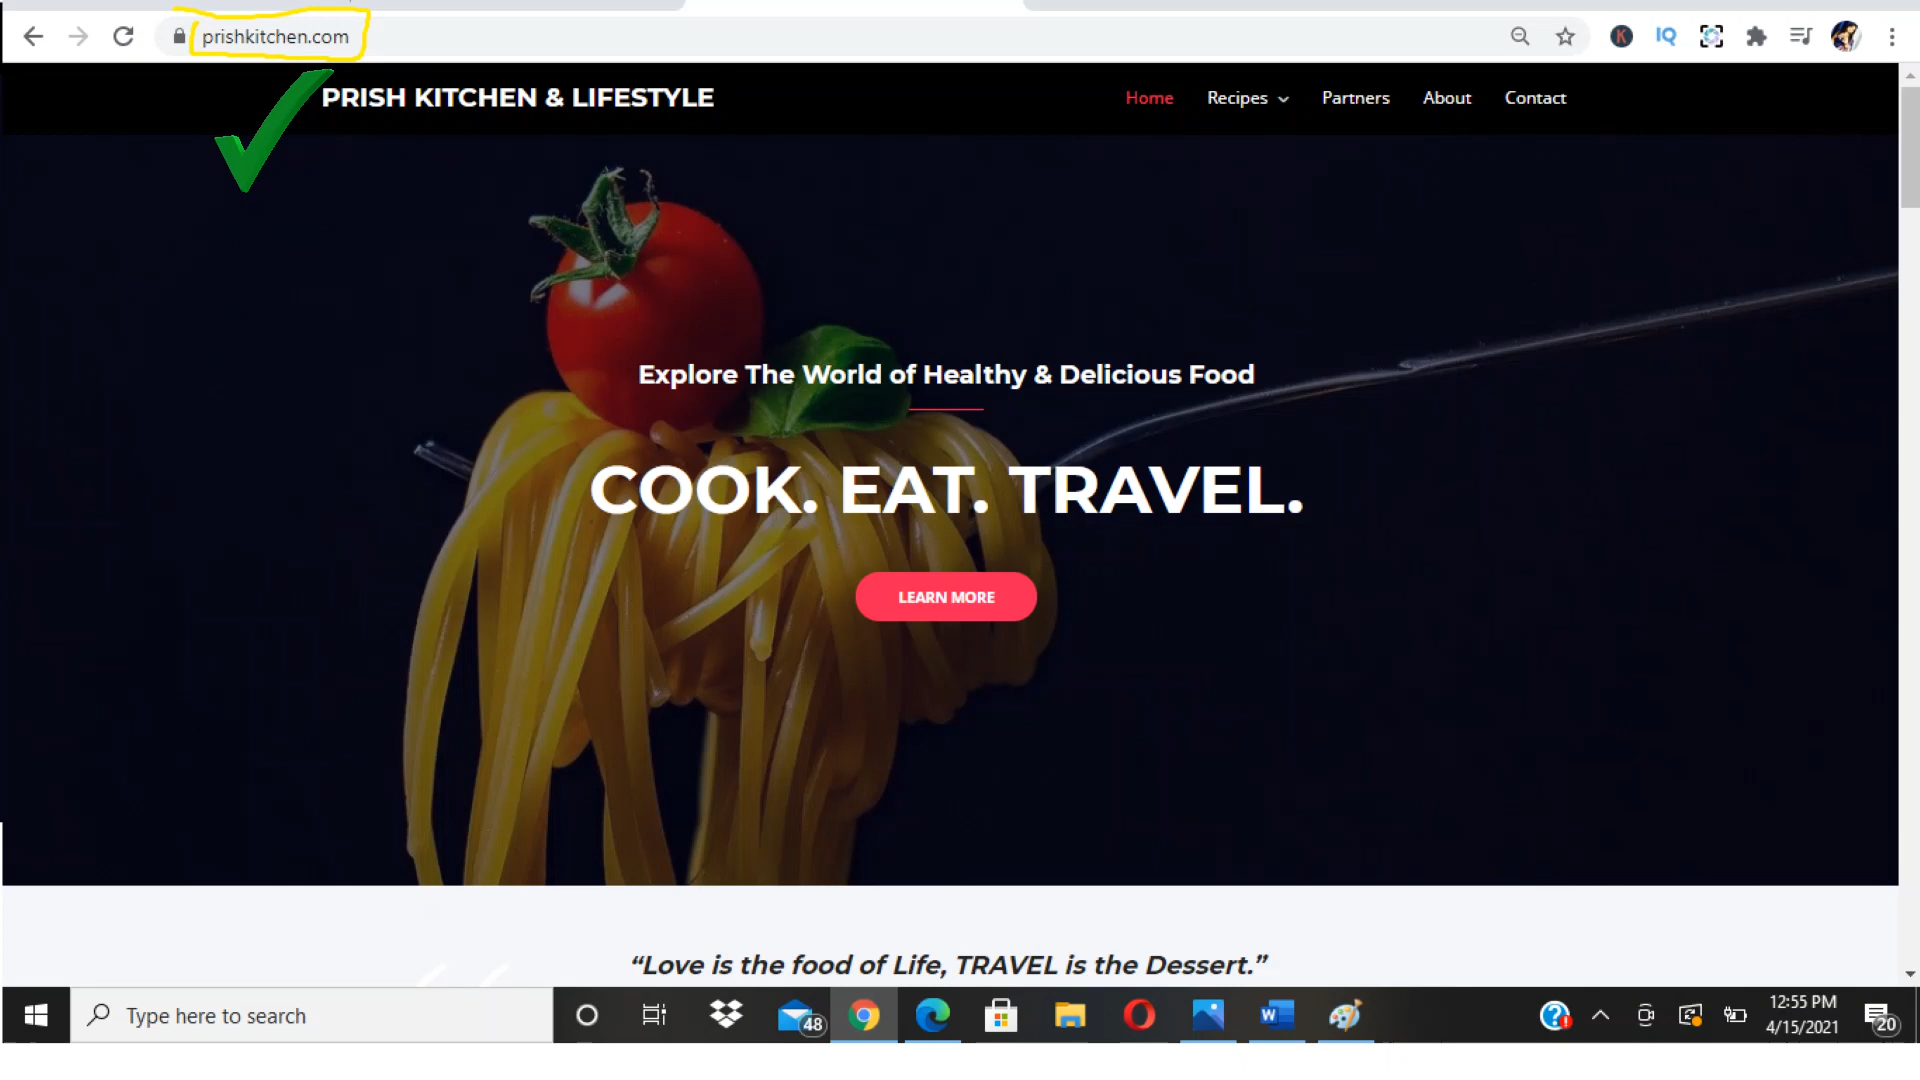 prishkitchen.com
IQ
K
PRISH KITCHEN & LIFESTYLE
Home Recipes Partners About Contact
Explore The World of Healthy & Delicious Food
COOK. EAT. TRAVEL.
LEARN MORE
“Love is the food of Life, TRAVEL is the Dessert.”
Type here to search
48
W
?
12:55 PM
4/15/2021
20